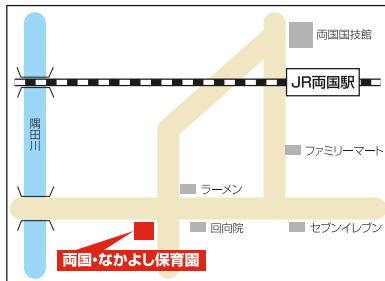 両国国技館
JR両国駅
隅田川
ファミリーマート
ラーメン
回向院
セブンイレブン
両国・なかよし保育園